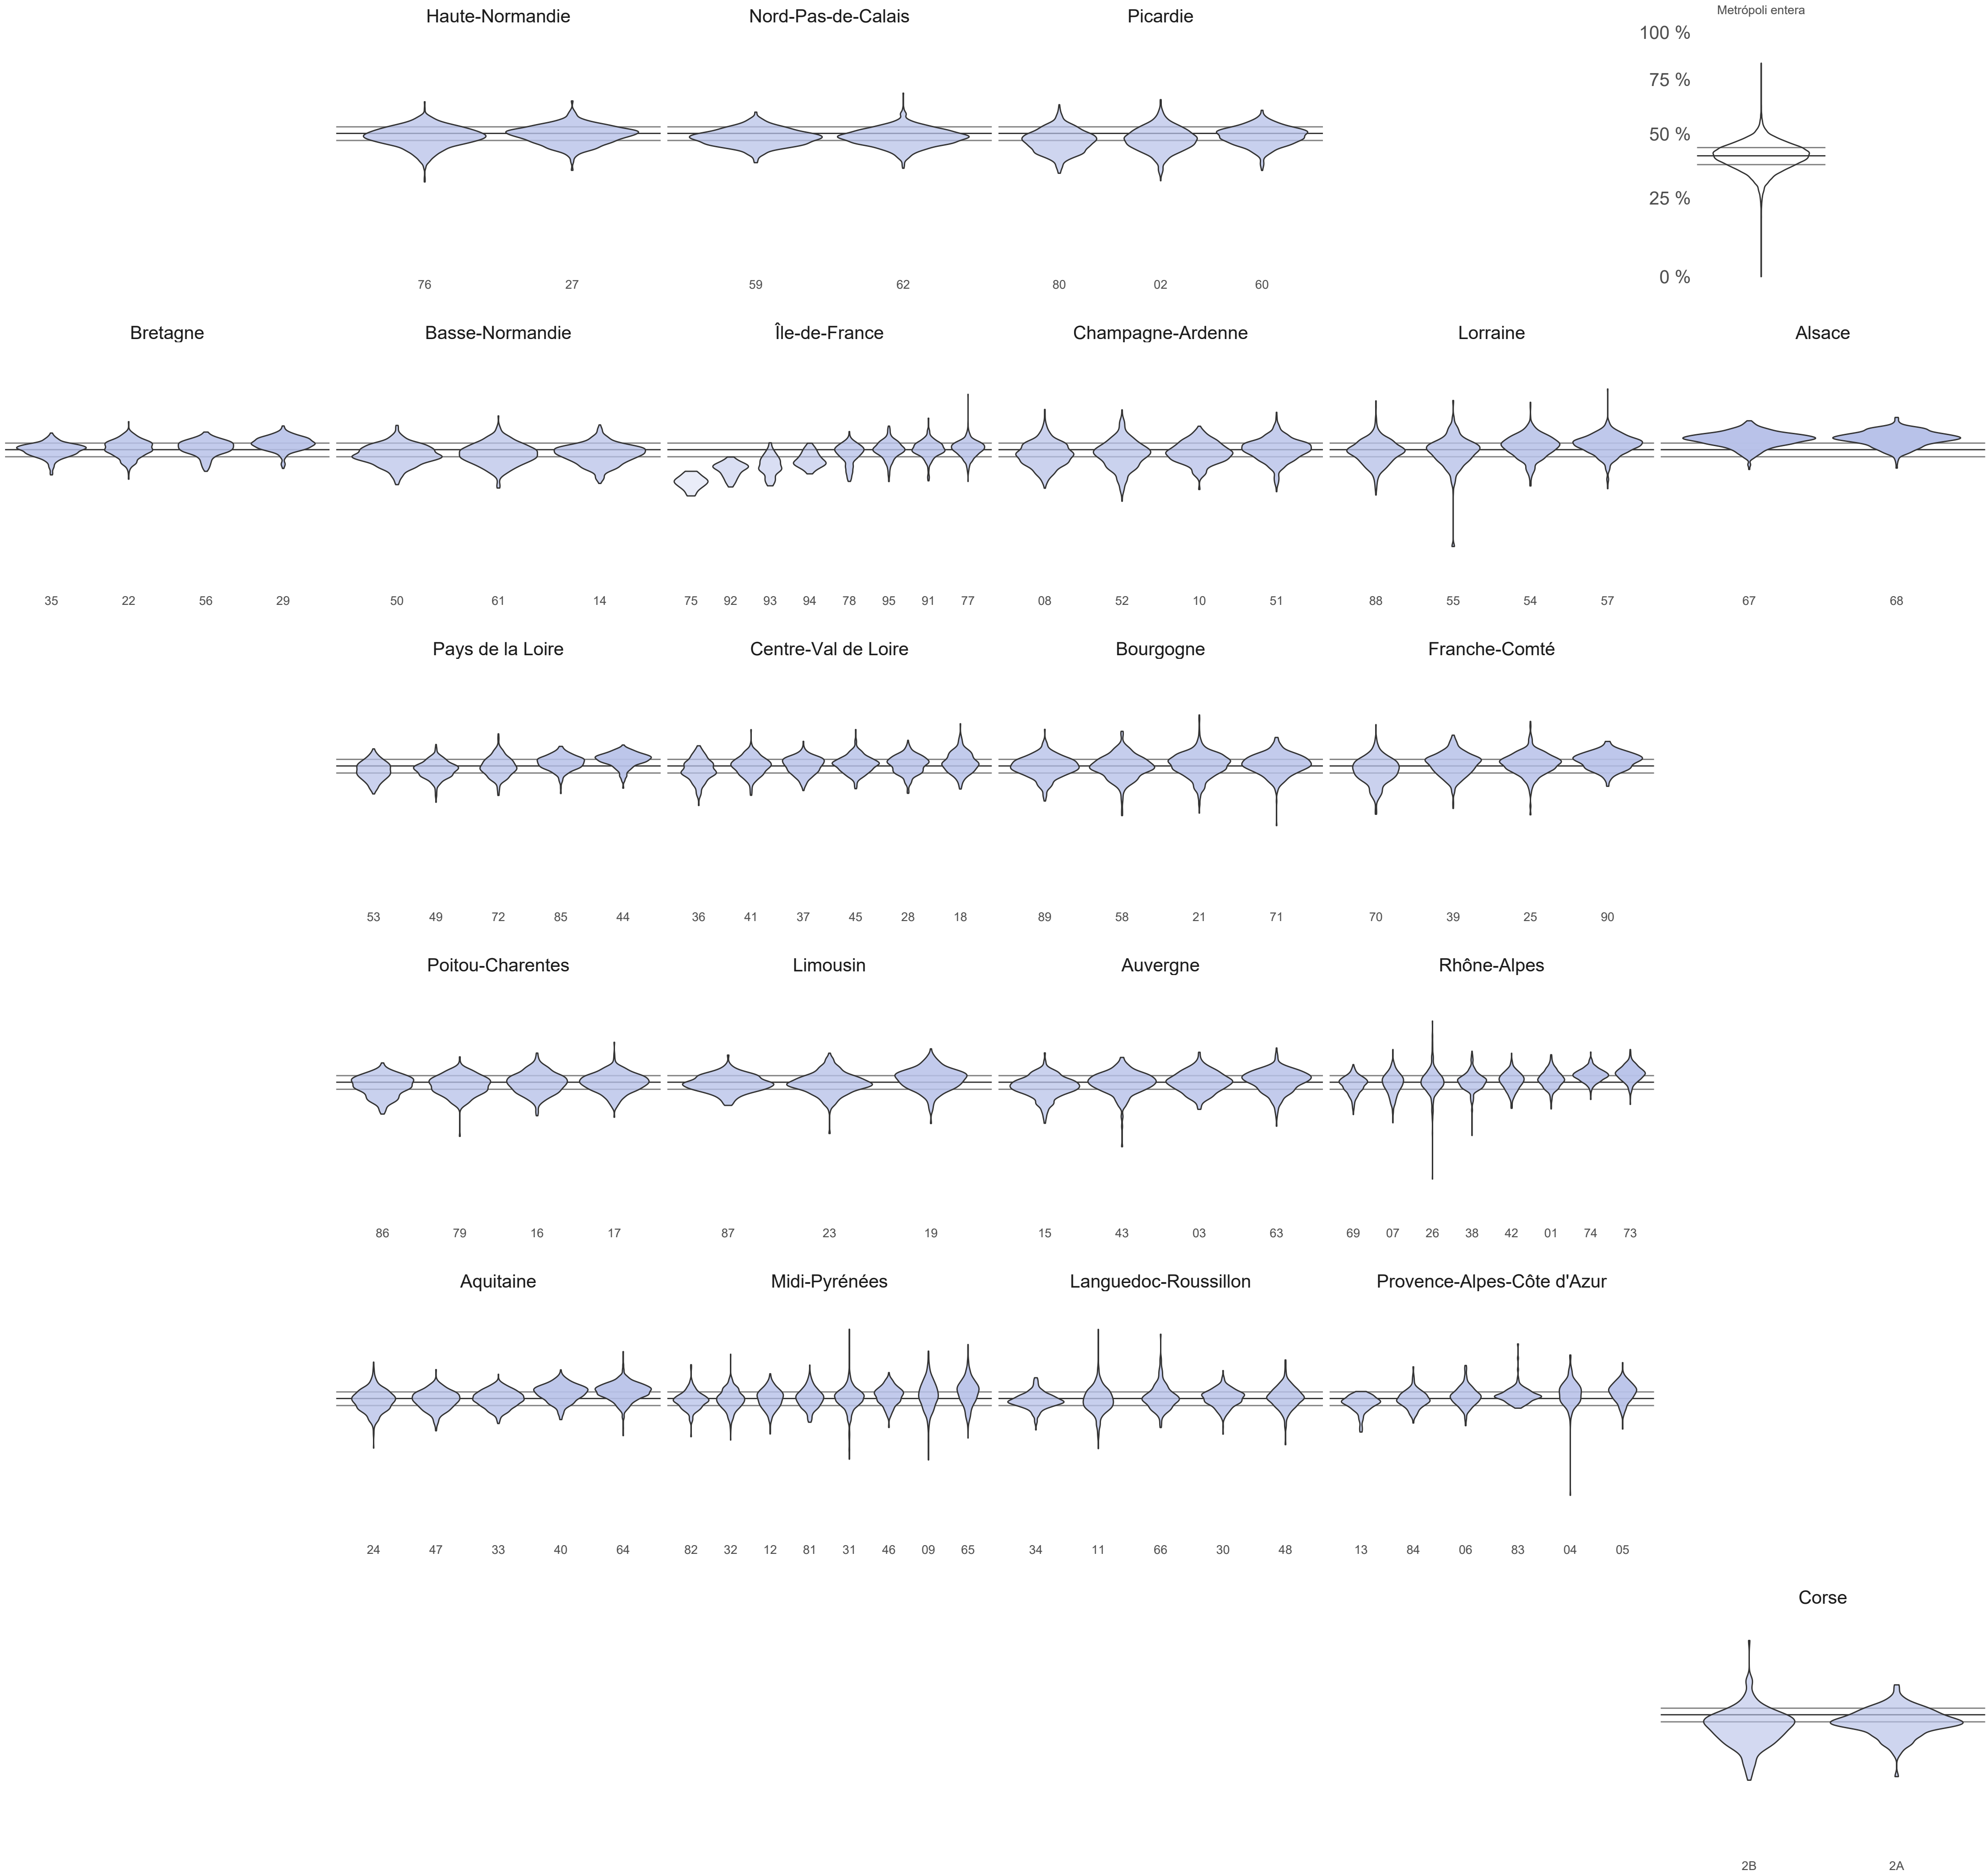 Metrópoli entera
Haute-Normandie Nord-Pas-de-Calais Picardie
100 %
75 %
50 %
25 %
0 %
76 27 59 62 80 02 60
Bretagne Basse-Normandie Île-de-France Champagne-Ardenne Lorraine Alsace
35 22 56 29 50 61 14 75 92 93 94 78 95 91 77 08 52 10 51 88 55 54 57 67 68
Pays de la Loire Centre-Val de Loire Bourgogne Franche-Comté
53 49 72 85 44 36 41 37 45 28 18 89 58 21 71 70 39 25 90
Poitou-Charentes Limousin Auvergne Rhône-Alpes
86 79 16 17 87 23 19 15 43 03 63 69 07 26 38 42 01 74 73
Aquitaine Midi-Pyrénées Languedoc-Roussillon Provence-Alpes-Côte d'Azur
24 47 33 40 64 82 32 12 81 31 46 09 65 34 11 66 30 48 13 84 06 83 04 05
Corse
2B 2A